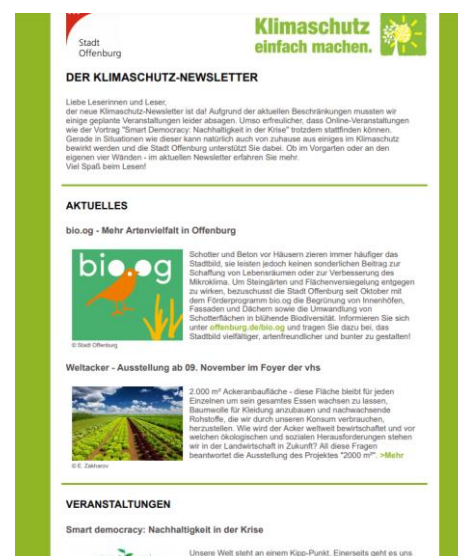 Stadt
Offenburg
Klimaschutz
einfach machen.
DER KLIMASCHUTZ-NEWSLETTER
Liebe Leserinnen und Leser,
der neue Klimaschutz-Newsletter ist da! Aufgrund der aktuellen Beschränkungen mussten wir
einige geplante Veranstaltungen leider absagen. Umso erfreulicher, dass Online-Veranstaltungen
wie der Vortrag "Smart Democracy: Nachhaltigkeit in der Krise" trotzdem stattfinden können.
Gerade in Situationen wie dieser kann natürlich auch von zuhause aus einiges im Klimaschutz
bewirkt werden und die Stadt Offenburg unterstützt Sie dabei. Ob im Vorgarten oder an den
eigenen vier Wänden - im aktuellen Newsletter erfahren Sie mehr.
Viel Spaß beim Lesen!
AKTUELLES
bio.og - Mehr Artenvielfalt in Offenburg
bio.og
Schotter und Beton vor Häusern zieren immer häufiger das
Stadtbild, sie leisten jedoch keinen sonderlichen Beitrag zur
Schaffung von Lebensräumen oder zur Verbesserung des
Mikroklima. Um Steingärten und Flächenversiegelung entgegen
zu wirken, bezuschusst die Stadt Offenburg seit Oktober mit
dem Förderprogramm bio.og die Begrünung von Innenhöfen,
Fassaden und Dächern sowie die Umwandlung von
Schotterflächen in blühende Biodiversität. Informieren Sie sich
unter offenburg.de/bio.og und tragen Sie dazu bei, das
Stadtbild vielfältiger, artenfreundlicher und bunter zu gestalten!
© Stadt Offenburg
Weltacker - Ausstellung ab 09. November im Foyer der vhs
2.000 m² Ackeranbaufläche - diese Fläche bleibt für jeden
Einzelnen um sein gesamtes Essen wachsen zu lassen,
Baumwolle für Kleidung anzubauen und nachwachsende
Rohstoffe, die wir durch unseren Konsum verbrauchen,
herzustellen. Wie wird der Acker weltweit bewirtschaftet und vor
welchen ökologischen und sozialen Herausforderungen stehen
wir in der Landwirtschaft in Zukunft? All diese Fragen
beantwortet die Ausstellung des Projektes "2000 m²". >Mehr
© E. Zakharov
VERANSTALTUNGEN
Smart democracy: Nachhaltigkeit in der Krise
Unsere Welt steht an einem Kipp-Punkt. Einerseits geht es uns